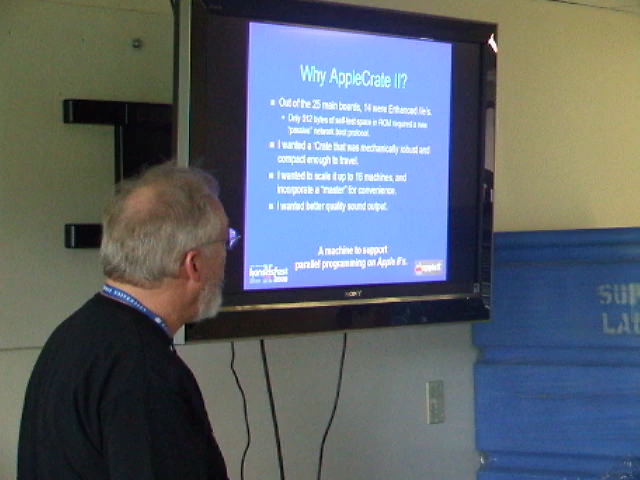 Why AppleCrate II?
Out of the 25 main boards, 14 were Enhanced //e's.
Only 512 bytes of self-test space in ROM required a new
"passive" network boot protocol.
I wanted a 'Crate that was mechanically robust and
compact enough to travel.
I wanted to scale it up to 16 machines, and
incorporate a "master" for convenience.
I wanted better quality sound output.
A machine to support
parallel programming on Apple II's.
SONY
SUP
LA